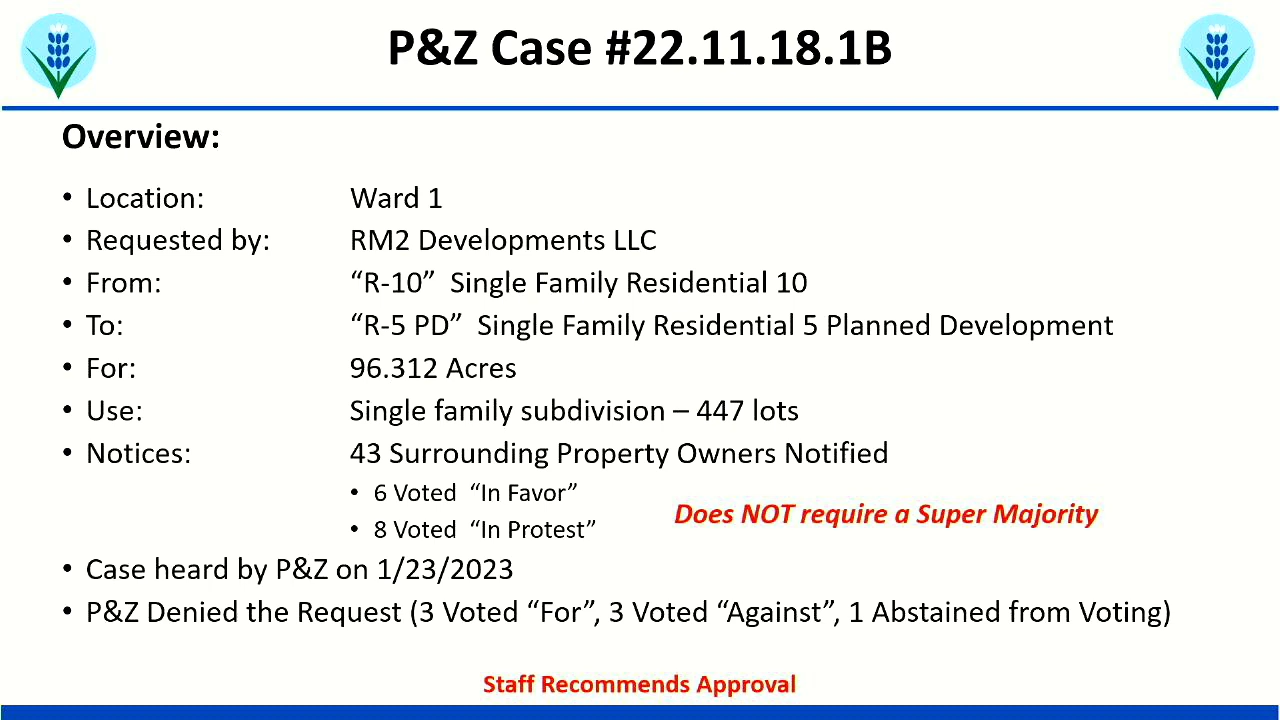 P&Z Case #22.11.18.1B
Overview:
• Location: Ward 1
• Requested by: RM2 Developments LLC
• From: “R-10” Single Family Residential 10
• To: “R-5 PD” Single Family Residential 5 Planned Development
• For: 96.312 Acres
• Use: Single family subdivision – 447 lots
• Notices: 43 Surrounding Property Owners Notified
• 6 Voted “In Favor”
• 8 Voted “In Protest”
Does NOT require a Super Majority
• Case heard by P&Z on 1/23/2023
• P&Z Denied the Request (3 Voted “For”, 3 Voted “Against”, 1 Abstained from Voting)
Staff Recommends Approval